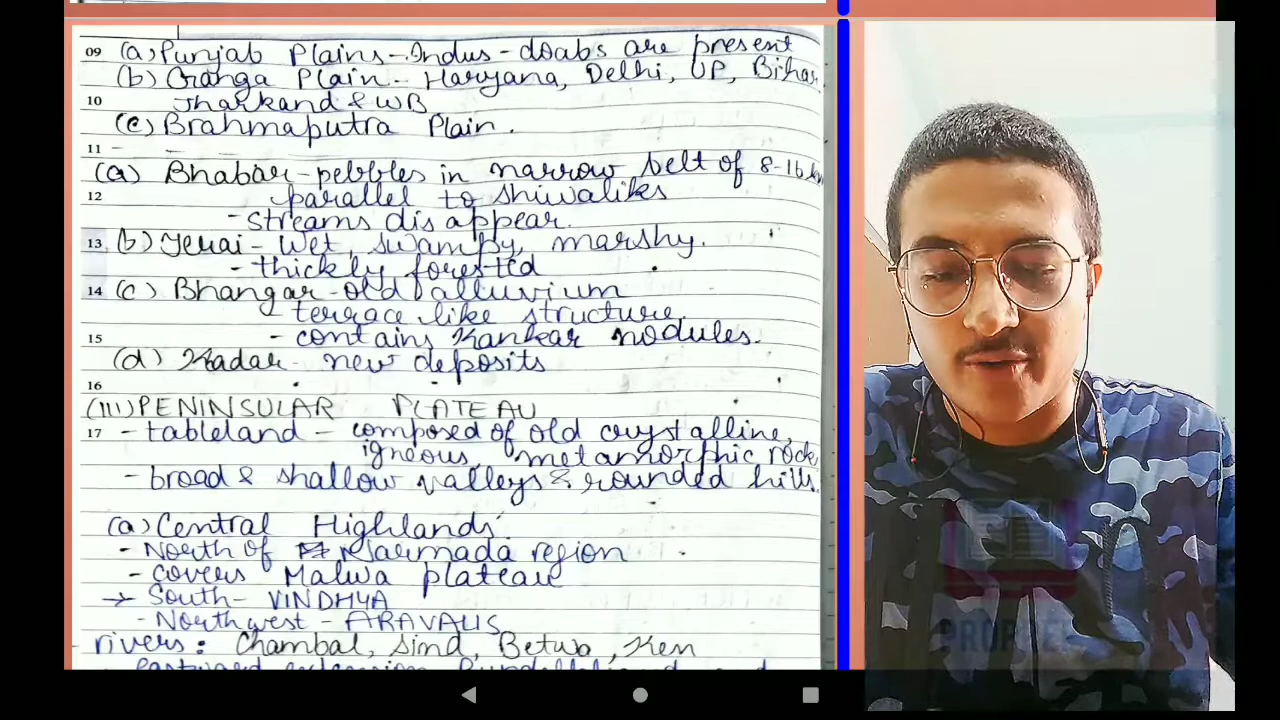 09 (a) Punjab Plains - Indus - doabs are present
(b) Ganga Plain - Haryana, Delhi, UP, Bihar,
10 Jharkand & WB
(c) Brahmaputra Plain.
11
(a) Bhabar - pebbles in narrow belt of 8-16 km
12 parallel to shiwaliks
- streams disappear.
13 (b) Terai - wet, swampy, marshy.
- thickly forested
14 (c) Bhangar - old alluvium
- terrace like structure
15 - contains Kankar nodules.
(d) Kadar - new deposits
16
(III) PENINSULAR PLATEAU
17 - tableland - composed of old crystalline,
igneous, metamorphic rock
- broad & shallow valleys & rounded hills.
(a) Central Highlands:
- North of Narmada region
- covers Malwa plateau
→ South - VINDHYA
- Northwest - ARAVALIS
rivers: Chambal, Sind, Betwa, Ken
- eastward extension